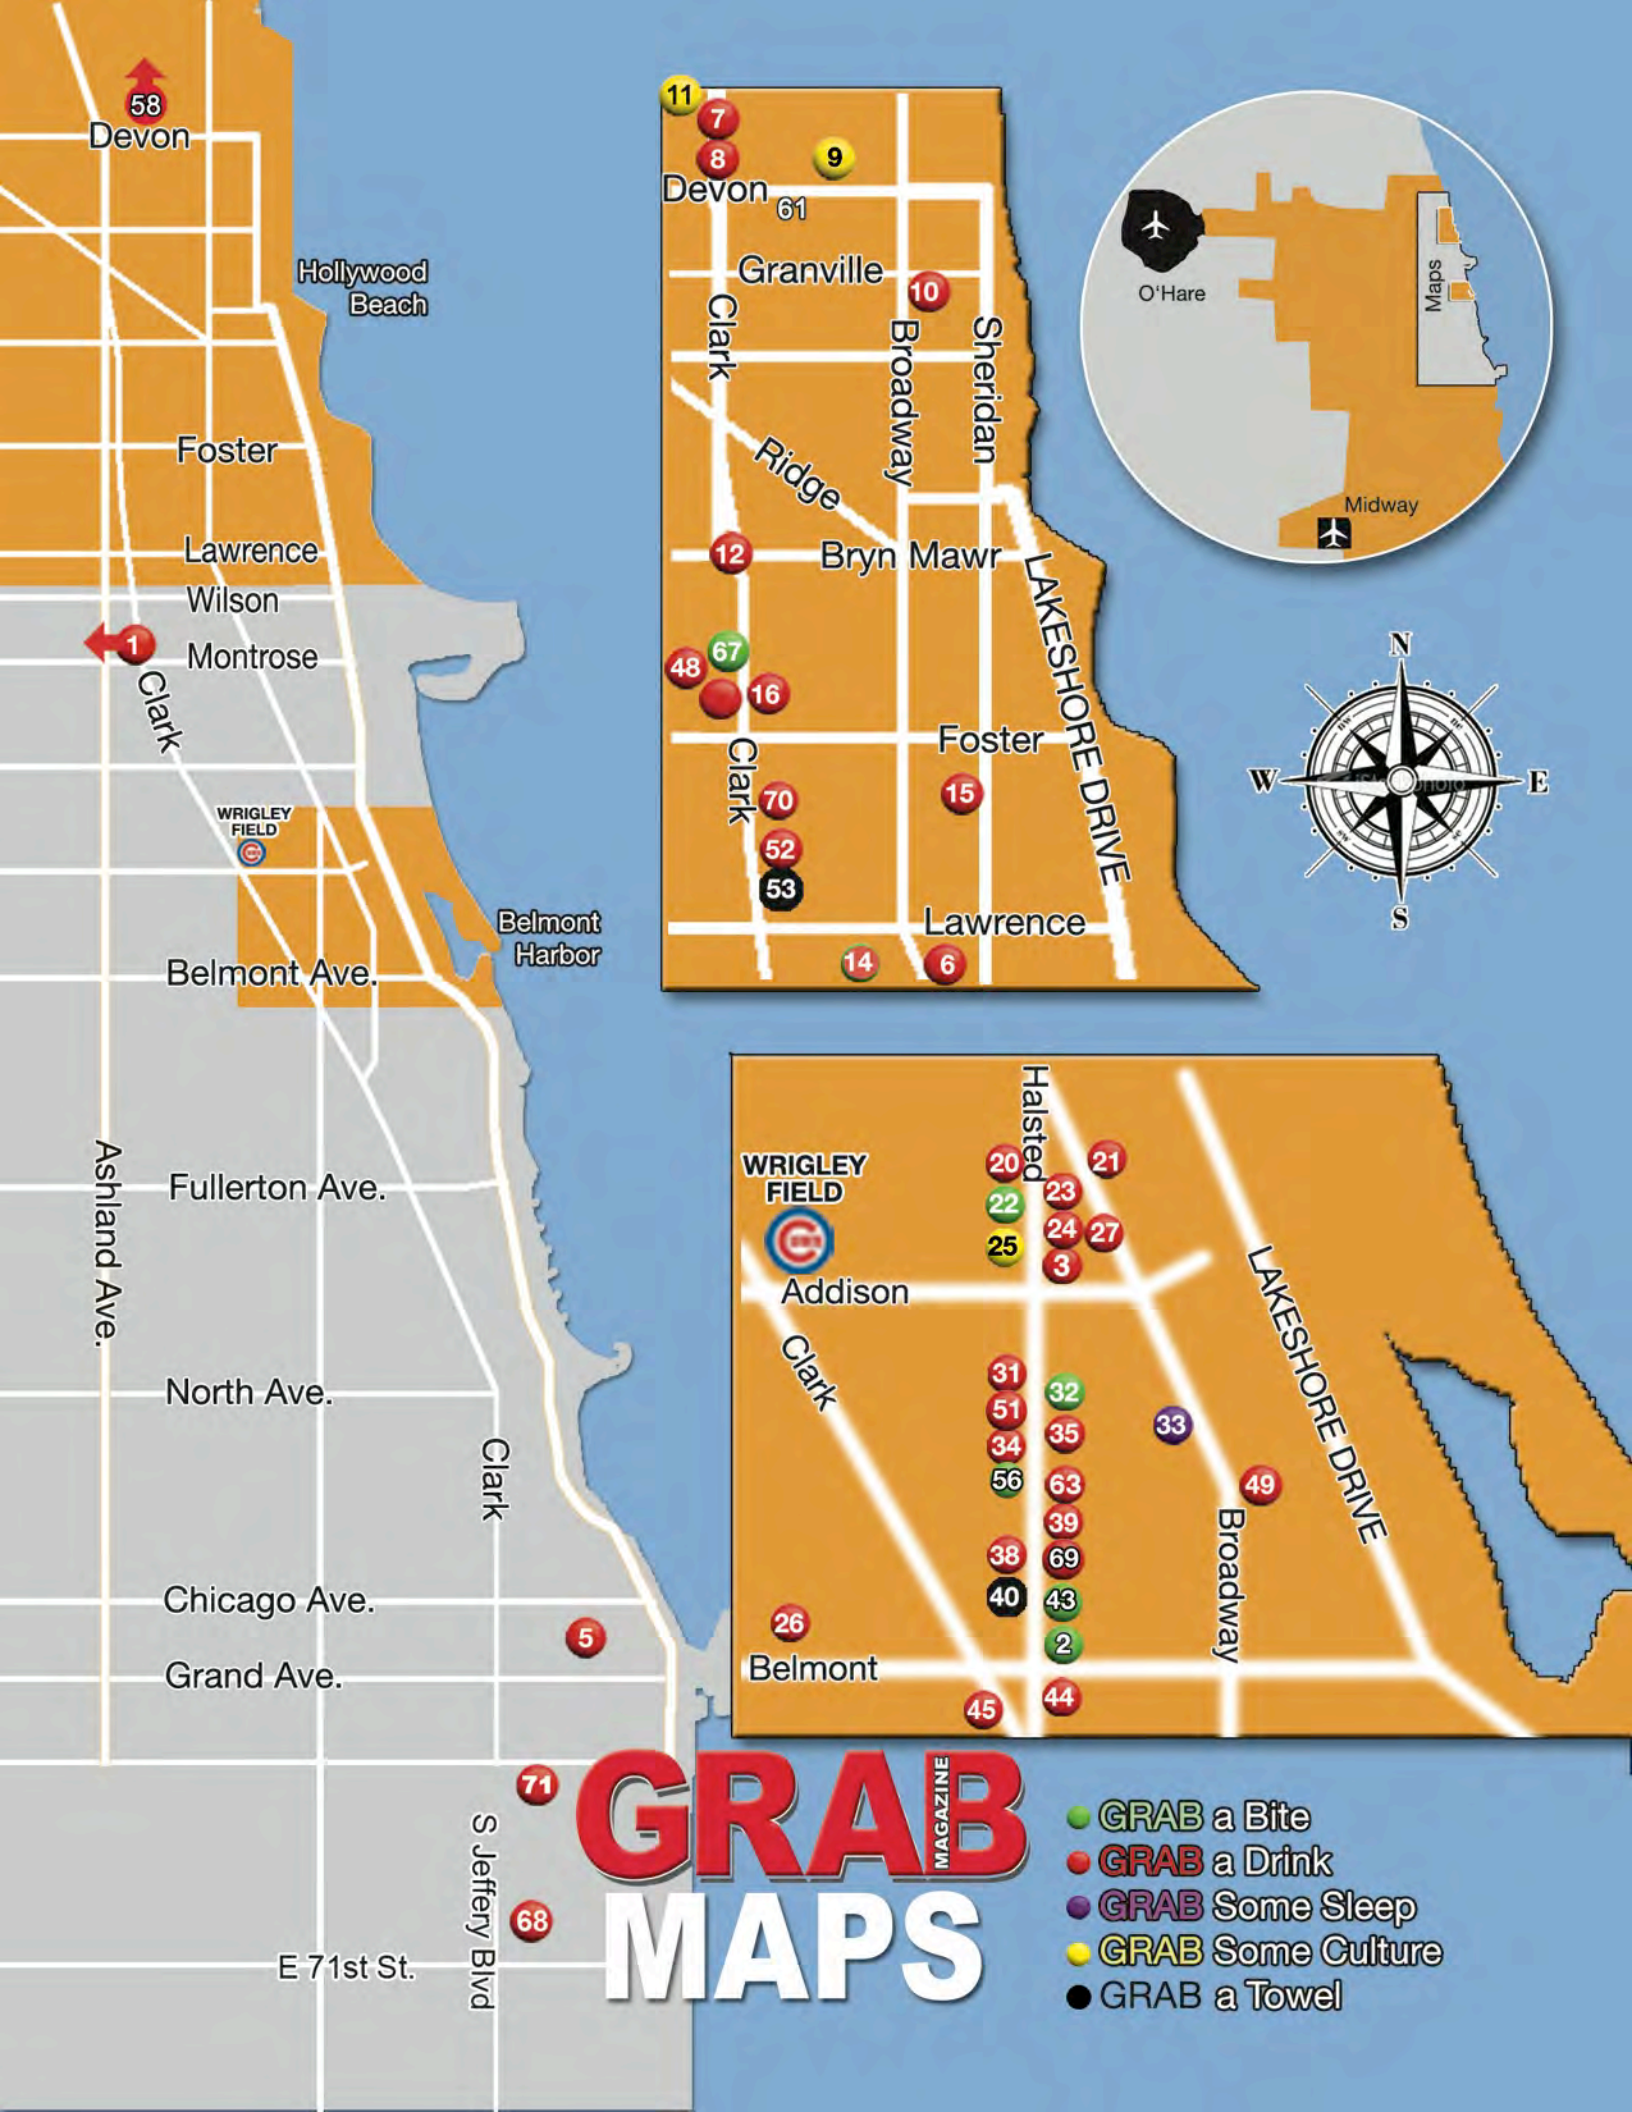 58
Devon
Hollywood
Beach
Foster
Lawrence
Wilson
1
Montrose
Clark
WRIGLEY
FIELD
Belmont
Harbor
Belmont Ave.
Ashland Ave.
Fullerton Ave.
North Ave.
Clark
Chicago Ave.
5
Grand Ave.
71
S Jeffery Blvd
68
E 71st St.
11
7
8
9
Devon
61
Granville
10
Clark
Broadway
Sheridan
Ridge
12
Bryn Mawr
LAKESHORE DRIVE
67
48
16
Foster
Clark
70
15
52
53
Lawrence
14
6
O'Hare
Maps
Midway
N
nw
ne
W
E
sw
se
S
Halsted
WRIGLEY
FIELD
20
21
22
23
24
27
25
3
Addison
LAKESHORE DRIVE
Clark
31
32
51
35
33
34
56
63
49
39
Broadway
38
69
40
43
26
2
Belmont
44
45
GRAB
MAGAZINE
MAPS
GRAB a Bite
GRAB a Drink
GRAB Some Sleep
GRAB Some Culture
GRAB a Towel